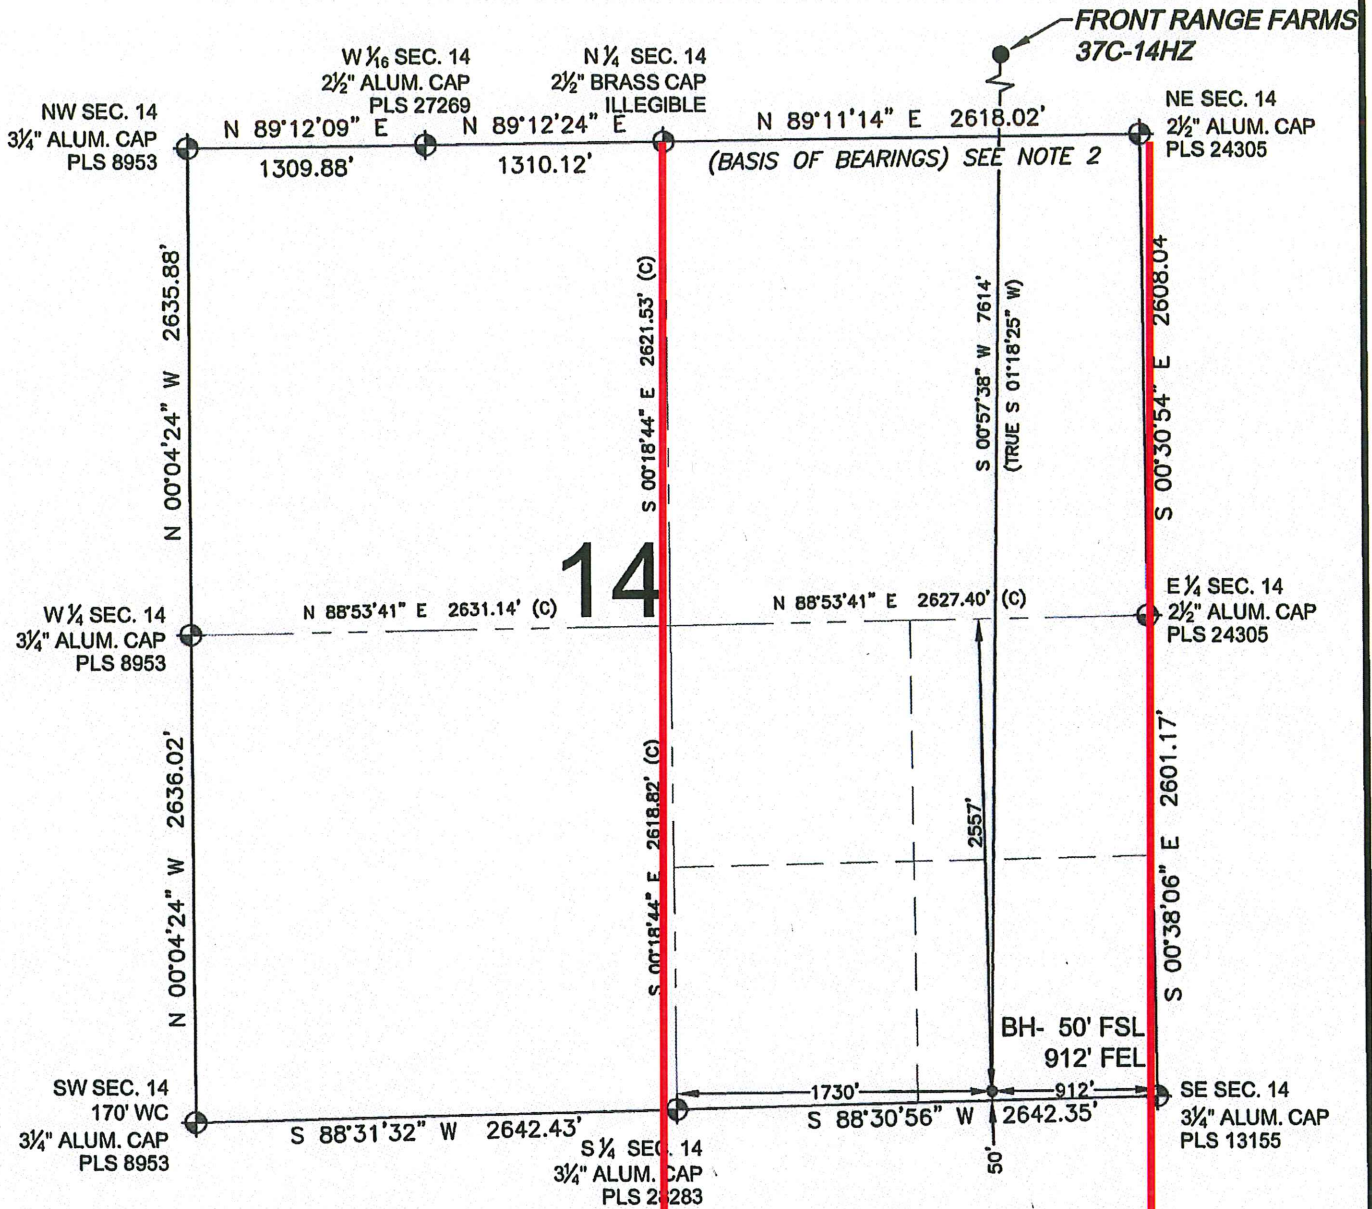 FRONT RANGE FARMS
37C-14HZ
W 1/16 SEC. 14
2½" ALUM. CAP
PLS 27269
N ¼ SEC. 14
2½" BRASS CAP
ILLEGIBLE
NW SEC. 14
3¼" ALUM. CAP
PLS 8953
NE SEC. 14
2½" ALUM. CAP
PLS 24305
N 89°12'09" E
1309.88'
N 89°12'24" E
1310.12'
N 89°11'14" E 2618.02'
(BASIS OF BEARINGS) SEE NOTE 2
N 00°04'24" W 2635.88'
S 00°18'44" E 2621.53' (C)
S 00°57'38" W 7614'
(TRUE S 01°18'25" W)
S 00°30'54" E 2608.04
14
W ¼ SEC. 14
3¼" ALUM. CAP
PLS 8953
N 88°53'41" E 2631.14' (C)
N 88°53'41" E 2627.40' (C)
E ¼ SEC. 14
2½" ALUM. CAP
PLS 24305
N 00°04'24" W 2636.02'
S 00°18'44" E 2618.82' (C)
2557'
S 00°38'06" E 2601.17'
BH- 50' FSL
912' FEL
SW SEC. 14
170' WC
3¼" ALUM. CAP
PLS 8953
S 88°31'32" W 2642.43'
1730'
912'
S 88°30'56" W 2642.35'
50'
S ¼ SEC. 14
3¼" ALUM. CAP
PLS 28283
SE SEC. 14
3¼" ALUM. CAP
PLS 13155